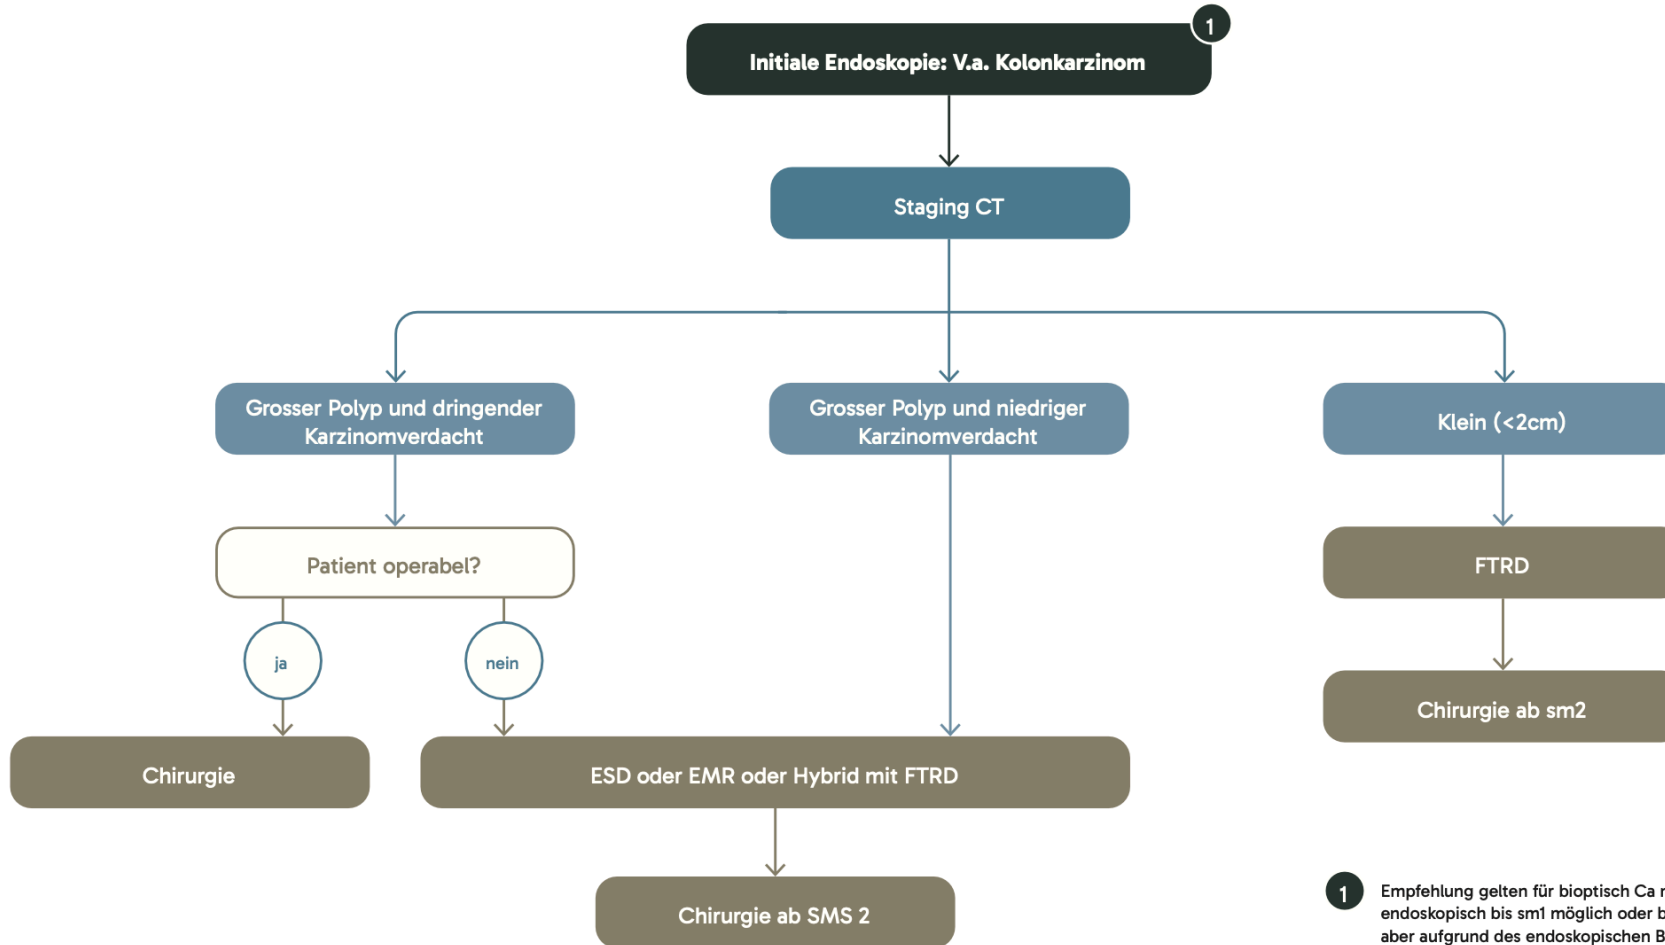 1
Initiale Endoskopie: V.a. Kolonkarzinom
Staging CT
Grosser Polyp und dringender
Karzinomverdacht
Grosser Polyp und niedriger
Karzinomverdacht
Klein (<2cm)
Patient operabel?
FTRD
ja
nein
Chirurgie ab sm2
Chirurgie
ESD oder EMR oder Hybrid mit FTRD
Chirurgie ab SMS 2
1
Empfehlung gelten für bioptisch Ca
endoskopisch bis sm1 möglich oder
aber aufgrund des endoskopischen